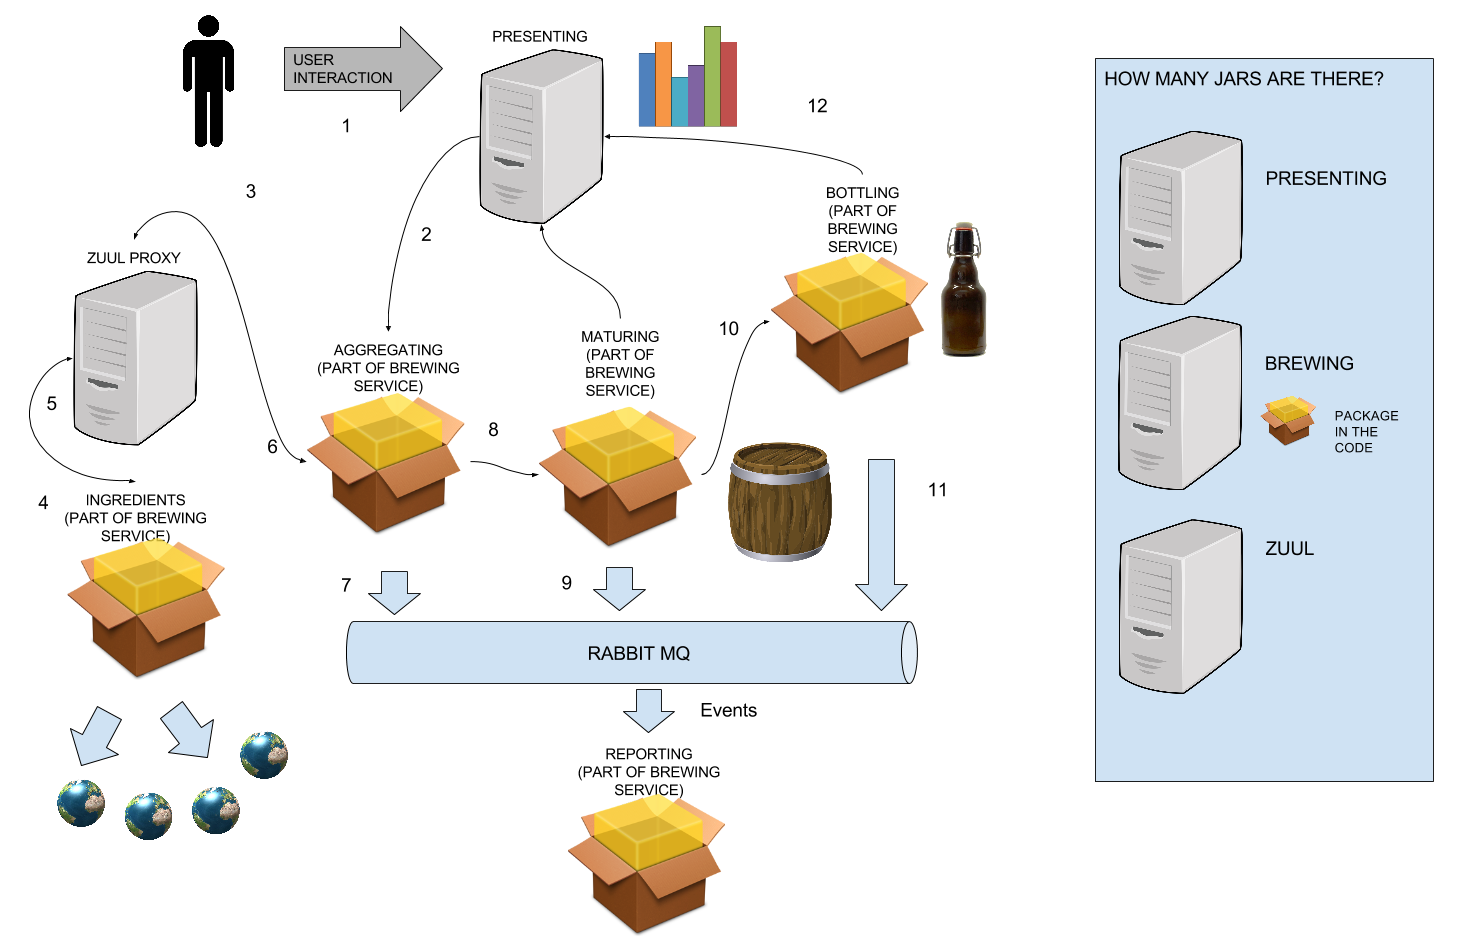 PRESENTING
USER
INTERACTION
1
12
3
2
ZUUL PROXY
BOTTLING
(PART OF
BREWING
SERVICE)
10
MATURING
(PART OF
BREWING
SERVICE)
AGGREGATING
(PART OF BREWING
SERVICE)
5
6
8
4
INGREDIENTS
(PART OF BREWING
SERVICE)
11
7
9
RABBIT MQ
Events
REPORTING
(PART OF BREWING
SERVICE)
HOW MANY JARS ARE THERE?
PRESENTING
BREWING
PACKAGE
IN THE
CODE
ZUUL